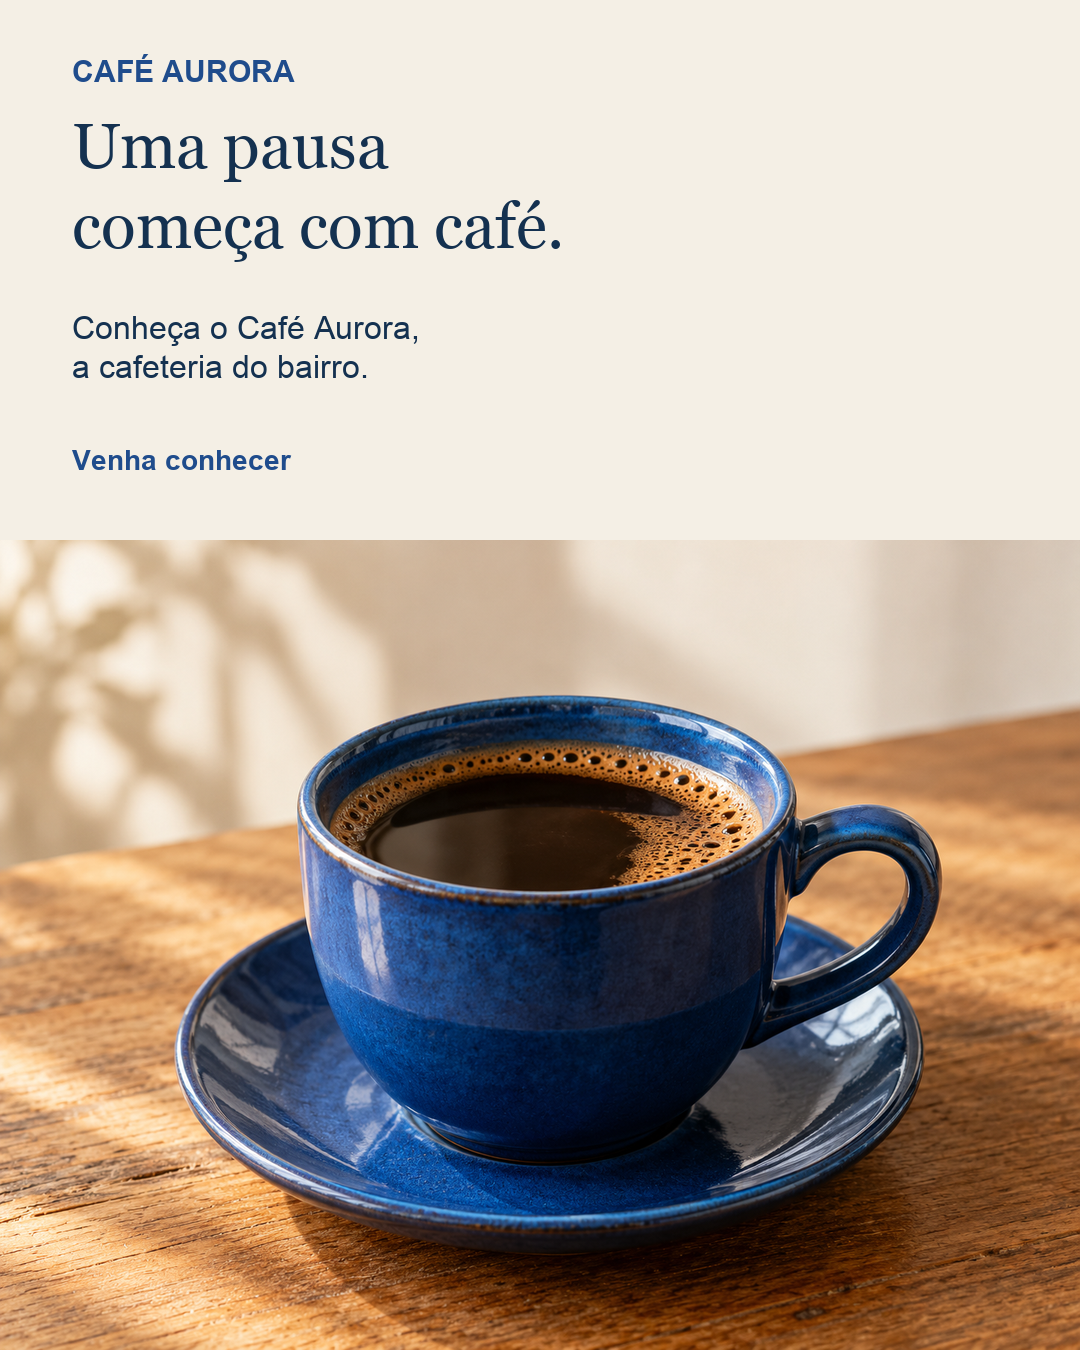 CAFÉ AURORA
Uma pausa
começa com café.
Conheça o Café Aurora,
a cafeteria do bairro.
Venha conhecer